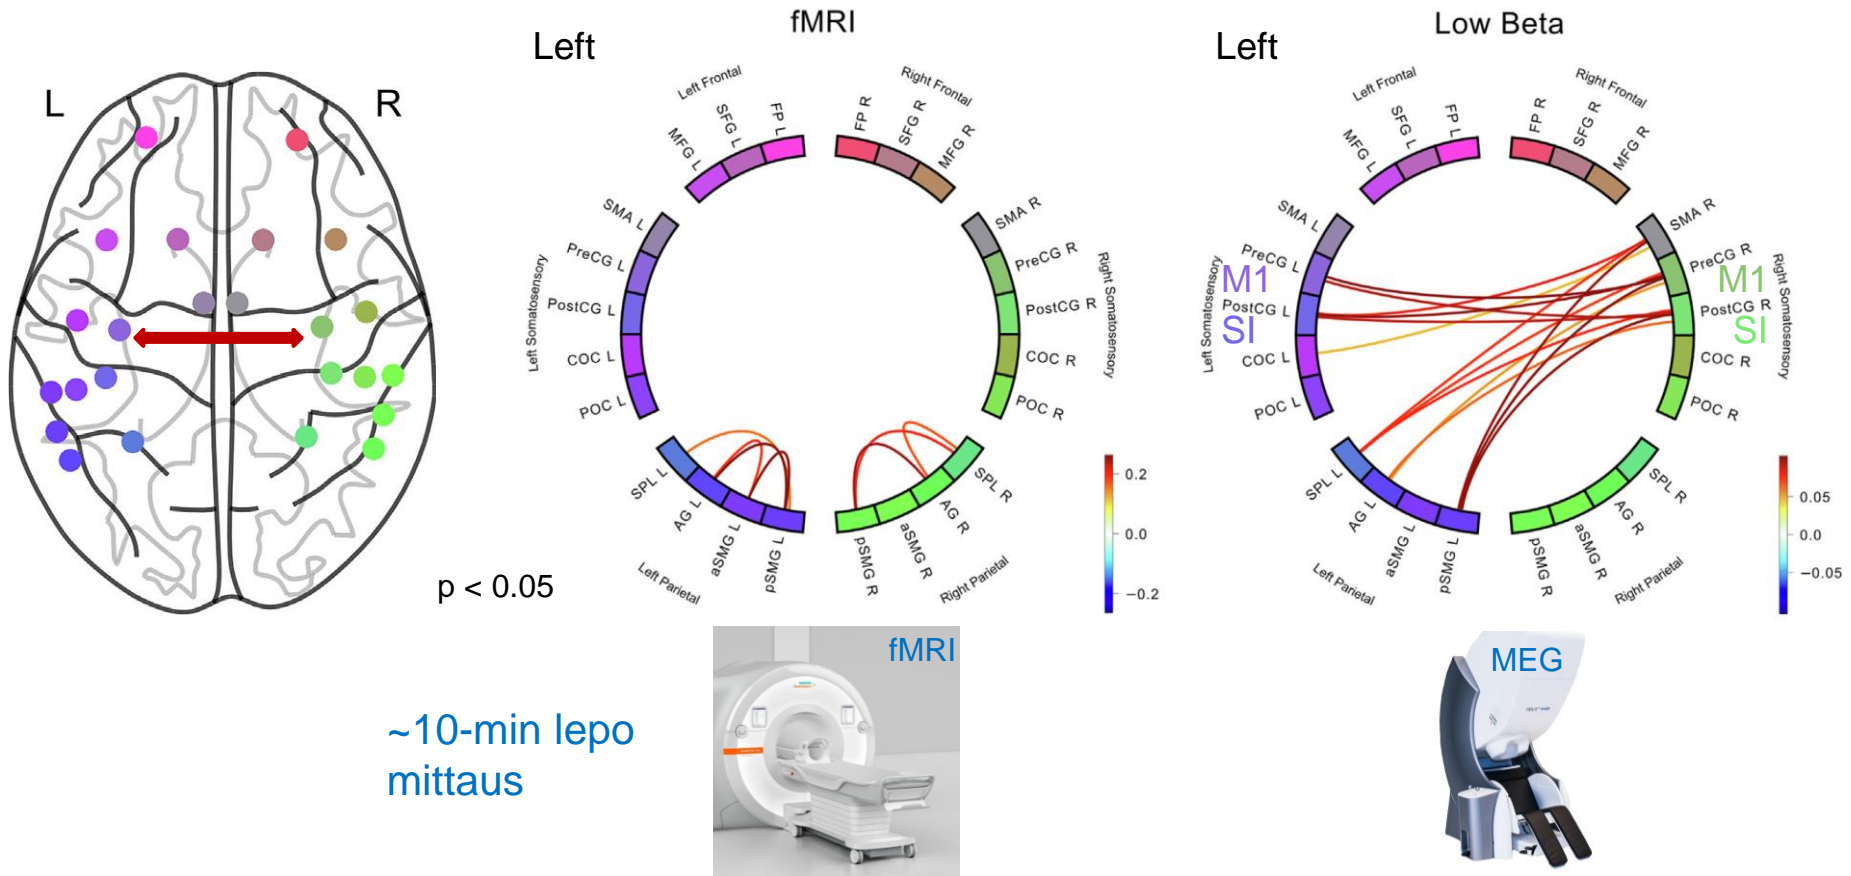 L
R
p < 0.05
Left
fMRI
Left Frontal
Right Frontal
MFG L
SFG L
FP L
FP R
SFG R
MFG R
SMA L
PreCG L
PostCG L
COC L
POC L
Left Somatosensory
SMA R
PreCG R
PostCG R
COC R
POC R
Right Somatosensory
SPL L
AG L
aSMG L
pSMG L
Left Parietal
pSMG R
aSMG R
AG R
SPL R
Right Parietal
0.2
0.0
−0.2
Left
Low Beta
Left Frontal
Right Frontal
MFG L
SFG L
FP L
FP R
SFG R
MFG R
SMA L
PreCG L
M1
PostCG L
SI
COC L
POC L
Left Somatosensory
SMA R
PreCG R
M1
PostCG R
SI
COC R
POC R
Right Somatosensory
SPL L
AG L
aSMG L
pSMG L
Left Parietal
pSMG R
aSMG R
AG R
SPL R
Right Parietal
0.05
0.0
−0.05
~10-min lepo
mittaus
fMRI
MEG